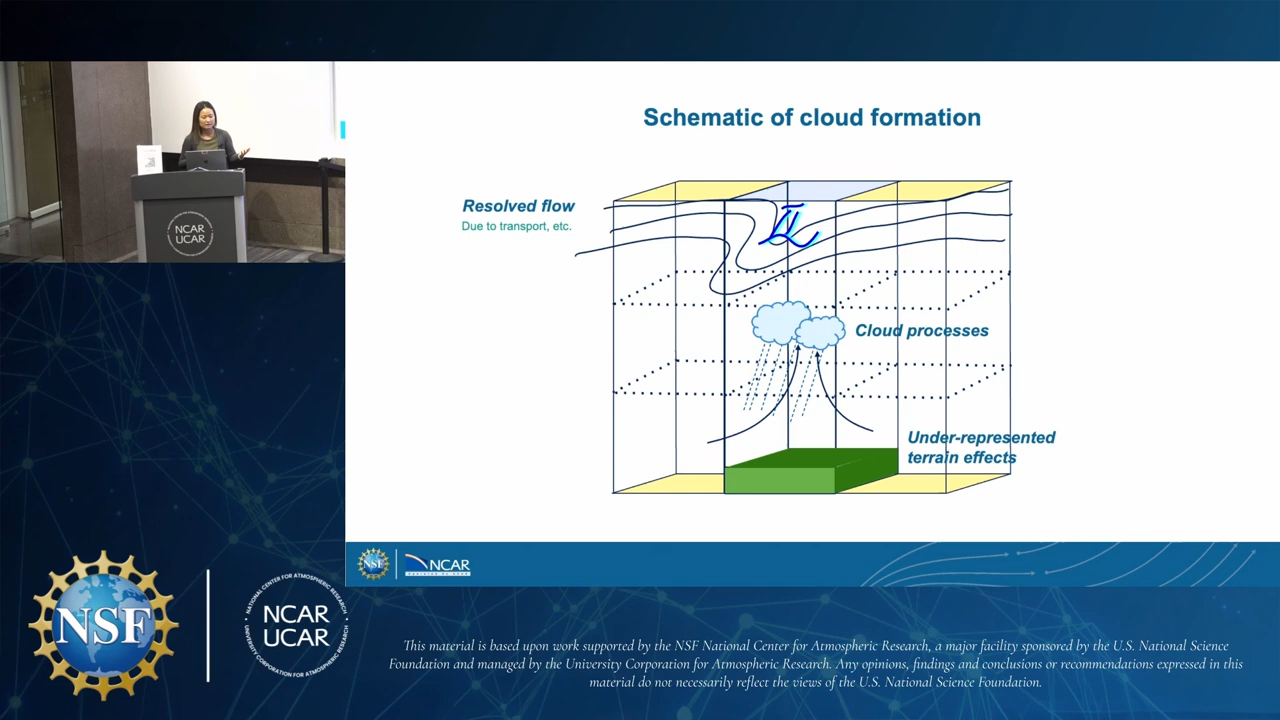 Schematic of cloud formation
Resolved flow
Due to transport, etc.
Cloud processes
Under-represented
terrain effects
NCAR
UCAR
NSF
NCAR
NSF
NATIONAL CENTER FOR ATMOSPHERIC RESEARCH
NCAR
UCAR
UNIVERSITY CORPORATION FOR ATMOSPHERIC RESEARCH
This material is based upon work supported by the NSF National Center for Atmospheric Research, a major facility sponsored by the U.S. National Science
Foundation and managed by the University Corporation for Atmospheric Research. Any opinions, findings and conclusions or recommendations expressed in this
material do not necessarily reflect the views of the U.S. National Science Foundation.